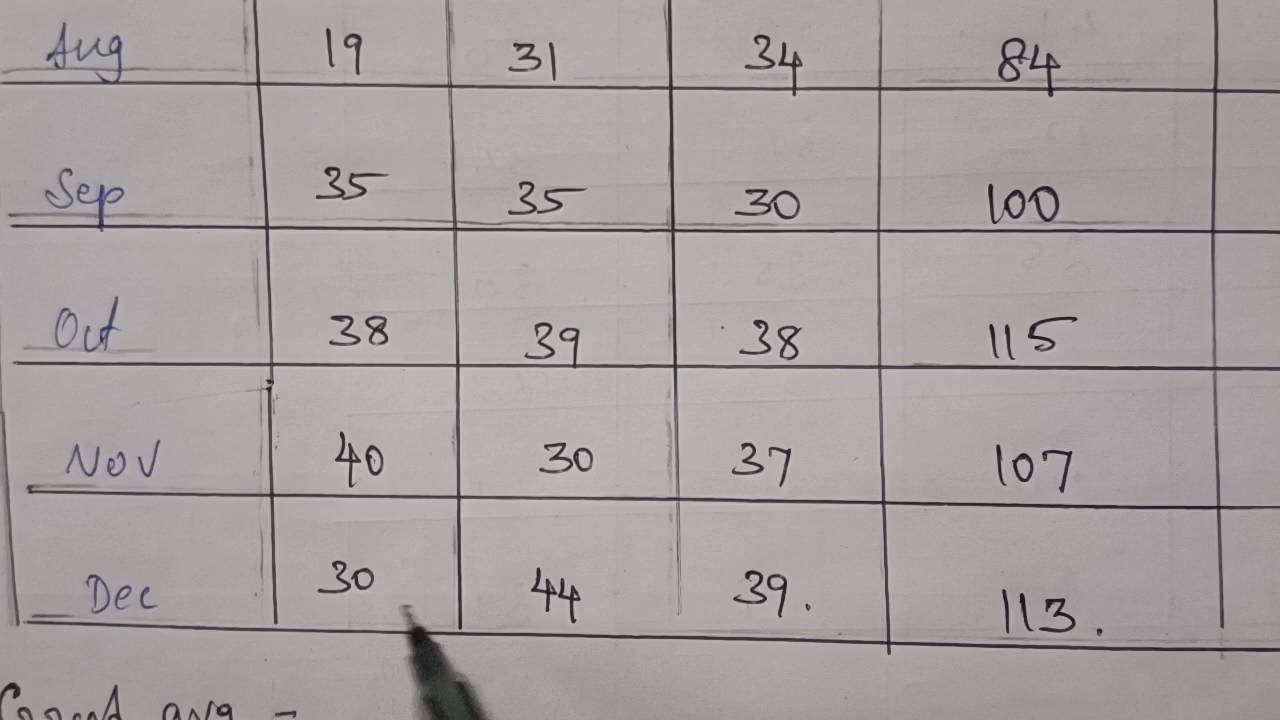 Aug 19 31 34 84
Sep 35 35 30 100
Oct 38 39 38 115
Nov 40 30 37 107
Dec 30 44 39. 113.
avg -